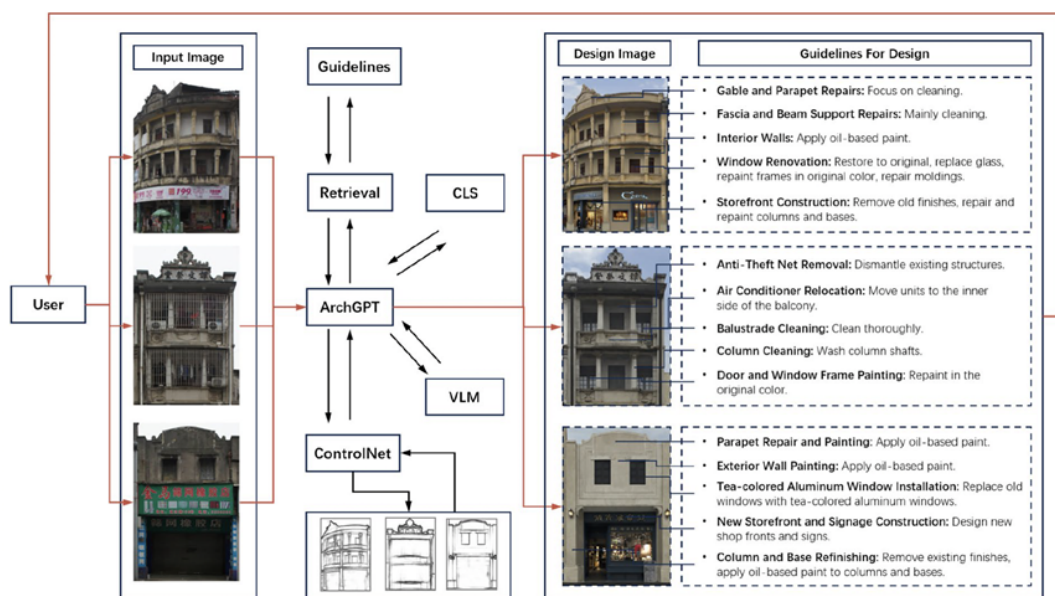 Input Image
Guidelines
Retrieval
CLS
User
ArchGPT
VLM
ControlNet
Design Image
Guidelines For Design
• Gable and Parapet Repairs: Focus on cleaning.
• Fascia and Beam Support Repairs: Mainly cleaning.
• Interior Walls: Apply oil-based paint.
• Window Renovation: Restore to original, replace glass,
repaint frames in original color, repair moldings.
• Storefront Construction: Remove old finishes, repair and
repaint columns and bases.
• Anti-Theft Net Removal: Dismantle existing structures.
• Air Conditioner Relocation: Move units to the inner
side of the balcony.
• Balustrade Cleaning: Clean thoroughly.
• Column Cleaning: Wash column shafts.
• Door and Window Frame Painting: Repaint in the
original color.
• Parapet Repair and Painting: Apply oil-based paint.
• Exterior Wall Painting: Apply oil-based paint.
• Tea-colored Aluminum Window Installation: Replace old
windows with tea-colored aluminum windows.
• New Storefront and Signage Construction: Design new
shop fronts and signs.
• Column and Base Refinishing: Remove existing finishes,
apply oil-based paint to columns and bases.